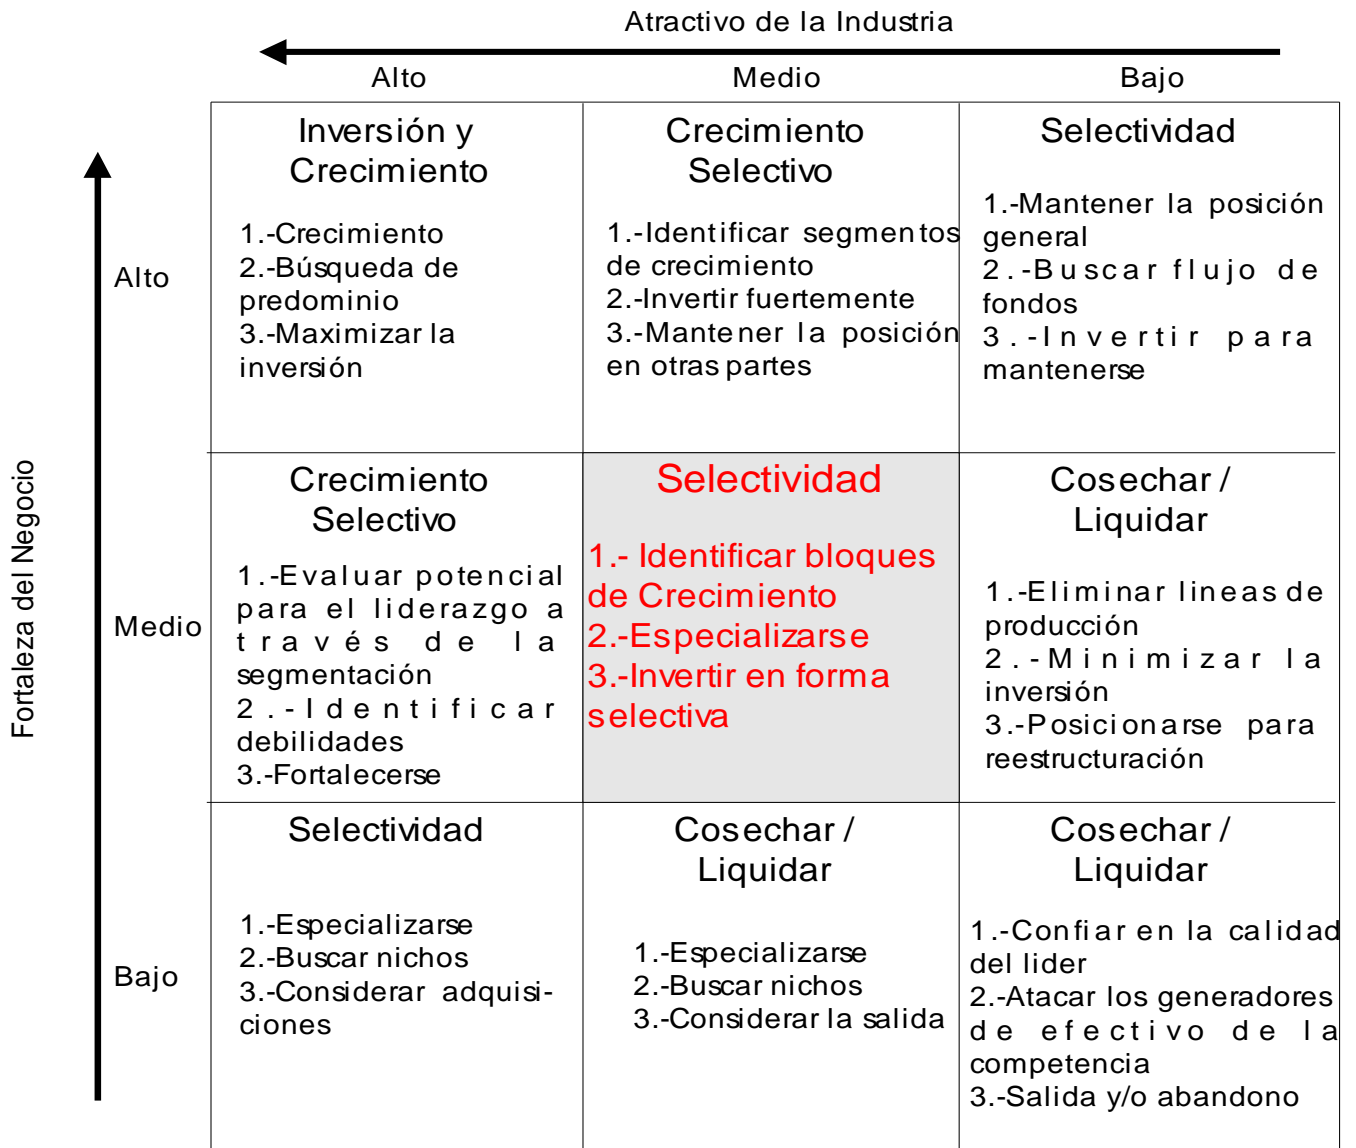 Atractivo de la Industria
Alto
Medio
Bajo
Fortaleza del Negocio
Alto
Inversión y
Crecimiento
1.-Crecimiento
2.-Búsqueda de
predominio
3.-Maximizar la
inversión
Crecimiento
Selectivo
1.-Identificar segmentos
de crecimiento
2.-Invertir fuertemente
3.-Mantener la posición
en otras partes
Selectividad
1.-Mantener la posición
general
2.-Buscar flujo de
fondos
3.-Invertir para
mantenerse
Medio
Crecimiento
Selectivo
1.-Evaluar potencial
para el liderazgo a
través de la
segmentación
2.-Identificar
debilidades
3.-Fortalecerse
Selectividad
1.- Identificar bloques
de Crecimiento
2.-Especializarse
3.-Invertir en forma
selectiva
Cosechar /
Liquidar
1.-Eliminar lineas de
producción
2.-Minimizar la
inversión
3.-Posicionarse para
reestructuración
Bajo
Selectividad
1.-Especializarse
2.-Buscar nichos
3.-Considerar adquisi-
ciones
Cosechar /
Liquidar
1.-Especializarse
2.-Buscar nichos
3.-Considerar la salida
Cosechar /
Liquidar
1.-Confiar en la calidad
del lider
2.-Atacar los generadores
de efectivo de la
competencia
3.-Salida y/o abandono